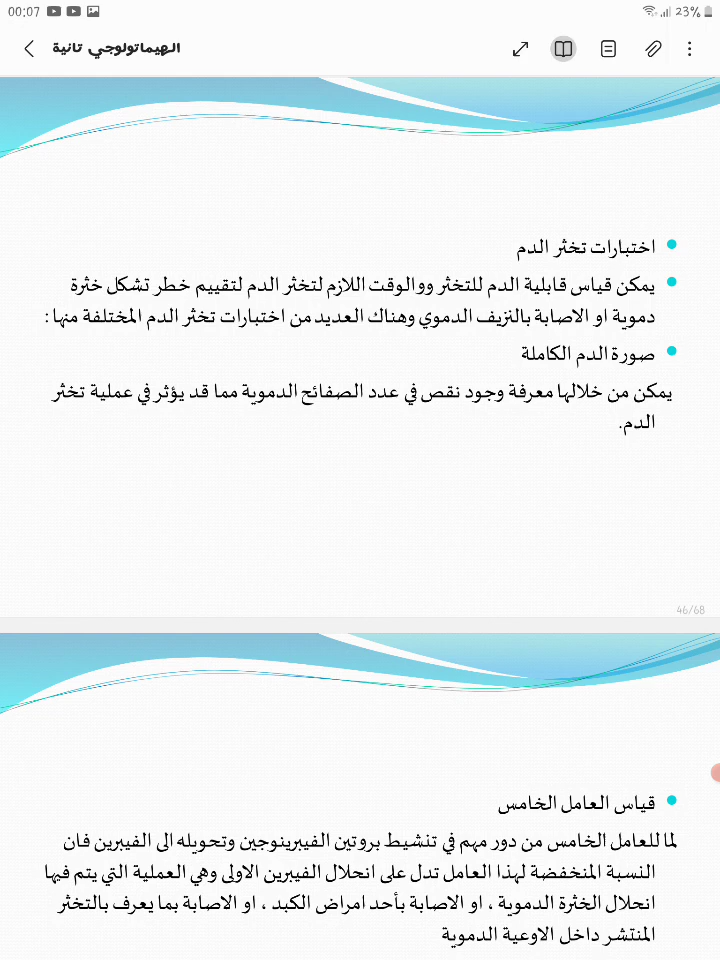 00:07
23%
الهيماتولوجي تانية
اختبارات تخثر الدم
يمكن قياس قابلية الدم للتخثر ووالوقت اللازم لتخثر الدم لتقييم خطر تشكل خثرة
دموية او الاصابة بالنزيف الدموي وهناك العديد من اختبارات تخثر الدم المختلفة منها :
صورة الدم الكاملة
يمكن من خلالها معرفة وجود نقص في عدد الصفائح الدموية مما قد يؤثر في عملية تخثر
الدم.
46/68
قياس العامل الخامس
لما للعامل الخامس من دور مهم في تنشيط بروتين الفيبرينوجين وتحويله الى الفيبرين فان
النسبة المنخفضة لهذا العامل تدل على انحلال الفيبرين الاولى وهي العملية التي يتم فيها
انحلال الخثرة الدموية ، او الاصابة بأحد امراض الكبد ، او الاصابة بما يعرف بالتخثر
المنتشر داخل الاوعية الدموية